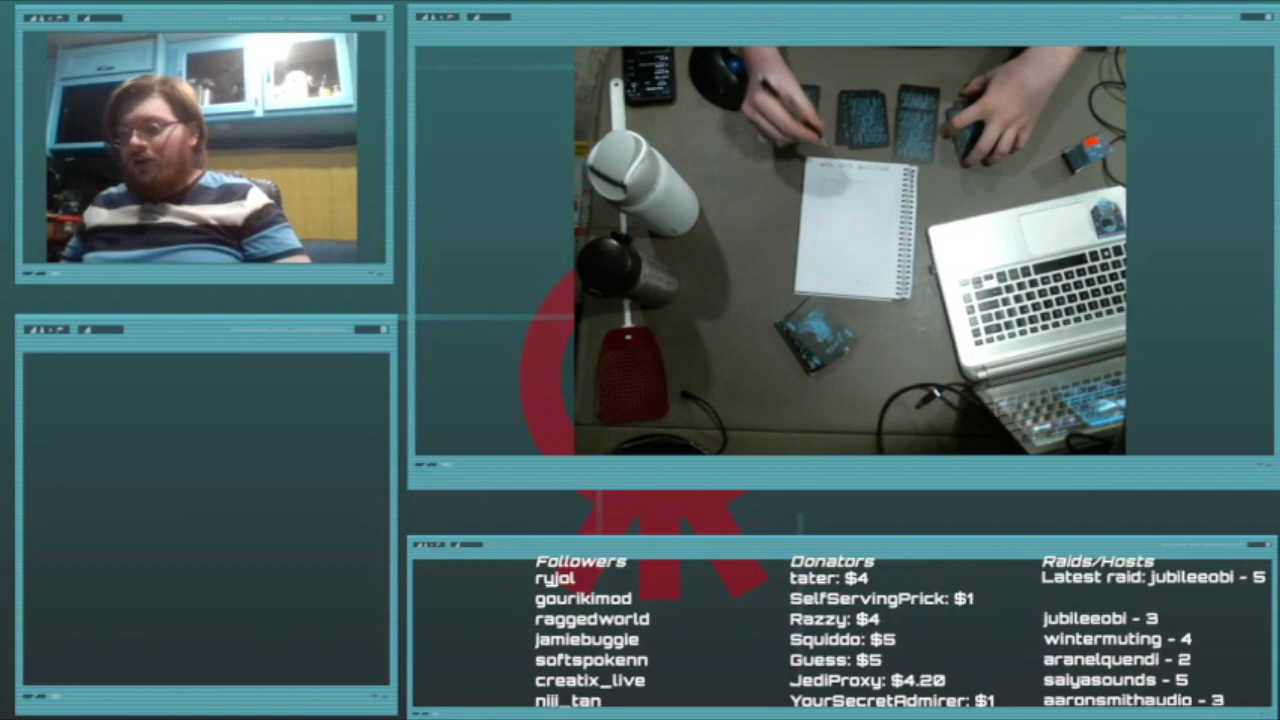 Followers
ryjol
gourikimod
raggedworld
jamiebuggie
softspokenn
creatix_live
niji_tan
Donators
tater: $4
SelfServingPrick: $1
Razzy: $4
Squiddo: $5
Guess: $5
JediProxy: $4.20
YourSecretAdmirer: $1
Raids/Hosts
Latest raid: jubileeobi - 5
jubileeobi - 3
wintermuting - 4
aranelquendi - 2
saiyasounds - 5
aaronsmithaudio - 3